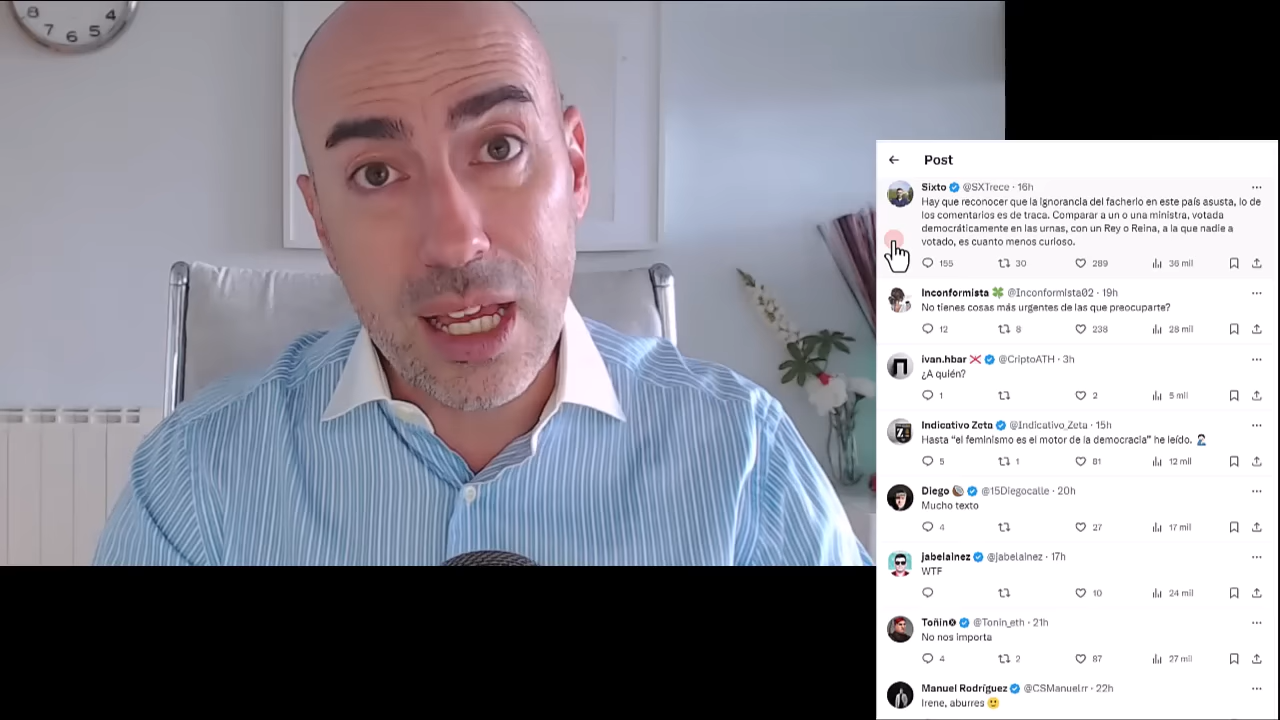 8 4
7 6 5
Post
Sixto @SXTrece · 16h
Hay que reconocer que la ignorancia del facherio en este país asusta, lo de
los comentarios es de traca. Comparar a un o una ministra, votada
democráticamente en las urnas, con un Rey o Reina, a la que nadie a
votado, es cuanto menos curioso.
155 30 289 36 mil
Inconformista 🍀 @Inconformista02 · 19h
No tienes cosas más urgentes de las que preocuparte?
12 8 238 28 mil
ivan.hbar @CriptoATH · 3h
¿A quién?
1 2 5 mil
Indicativo Zeta @Indicativo_Zeta · 15h
Hasta "el feminismo es el motor de la democracia" he leído. 🤦‍♂️
5 1 81 12 mil
Diego @15Diegocalle · 20h
Mucho texto
4 27 17 mil
jabelainez @jabelainez · 17h
WTF
10 24 mil
Toñin @Tonin_eth · 21h
No nos importa
4 2 87 27 mil
Manuel Rodríguez @CSManuelrr · 22h
Irene, aburres 🙂